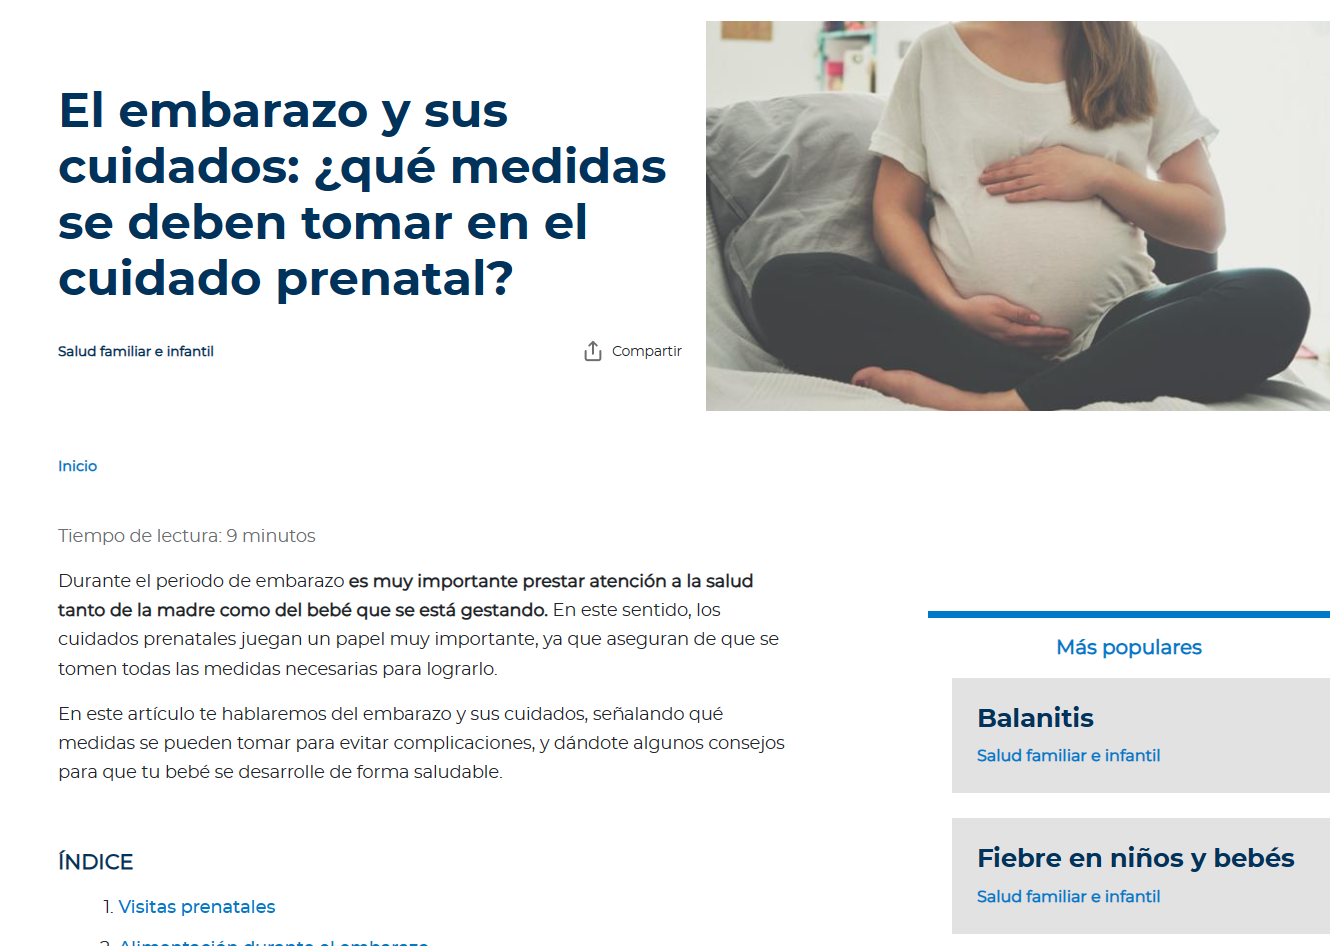 El embarazo y sus
cuidados: ¿qué medidas
se deben tomar en el
cuidado prenatal?
Salud familiar e infantil
Compartir
Inicio
Tiempo de lectura: 9 minutos
Durante el periodo de embarazo es muy importante prestar atención a la salud
tanto de la madre como del bebé que se está gestando. En este sentido, los
cuidados prenatales juegan un papel muy importante, ya que aseguran de que se
tomen todas las medidas necesarias para lograrlo.
En este artículo te hablaremos del embarazo y sus cuidados, señalando qué
medidas se pueden tomar para evitar complicaciones, y dándote algunos consejos
para que tu bebé se desarrolle de forma saludable.
ÍNDICE
1. Visitas prenatales
2. Alimentación durante el embarazo
Más populares
Balanitis
Salud familiar e infantil
Fiebre en niños y bebés
Salud familiar e infantil